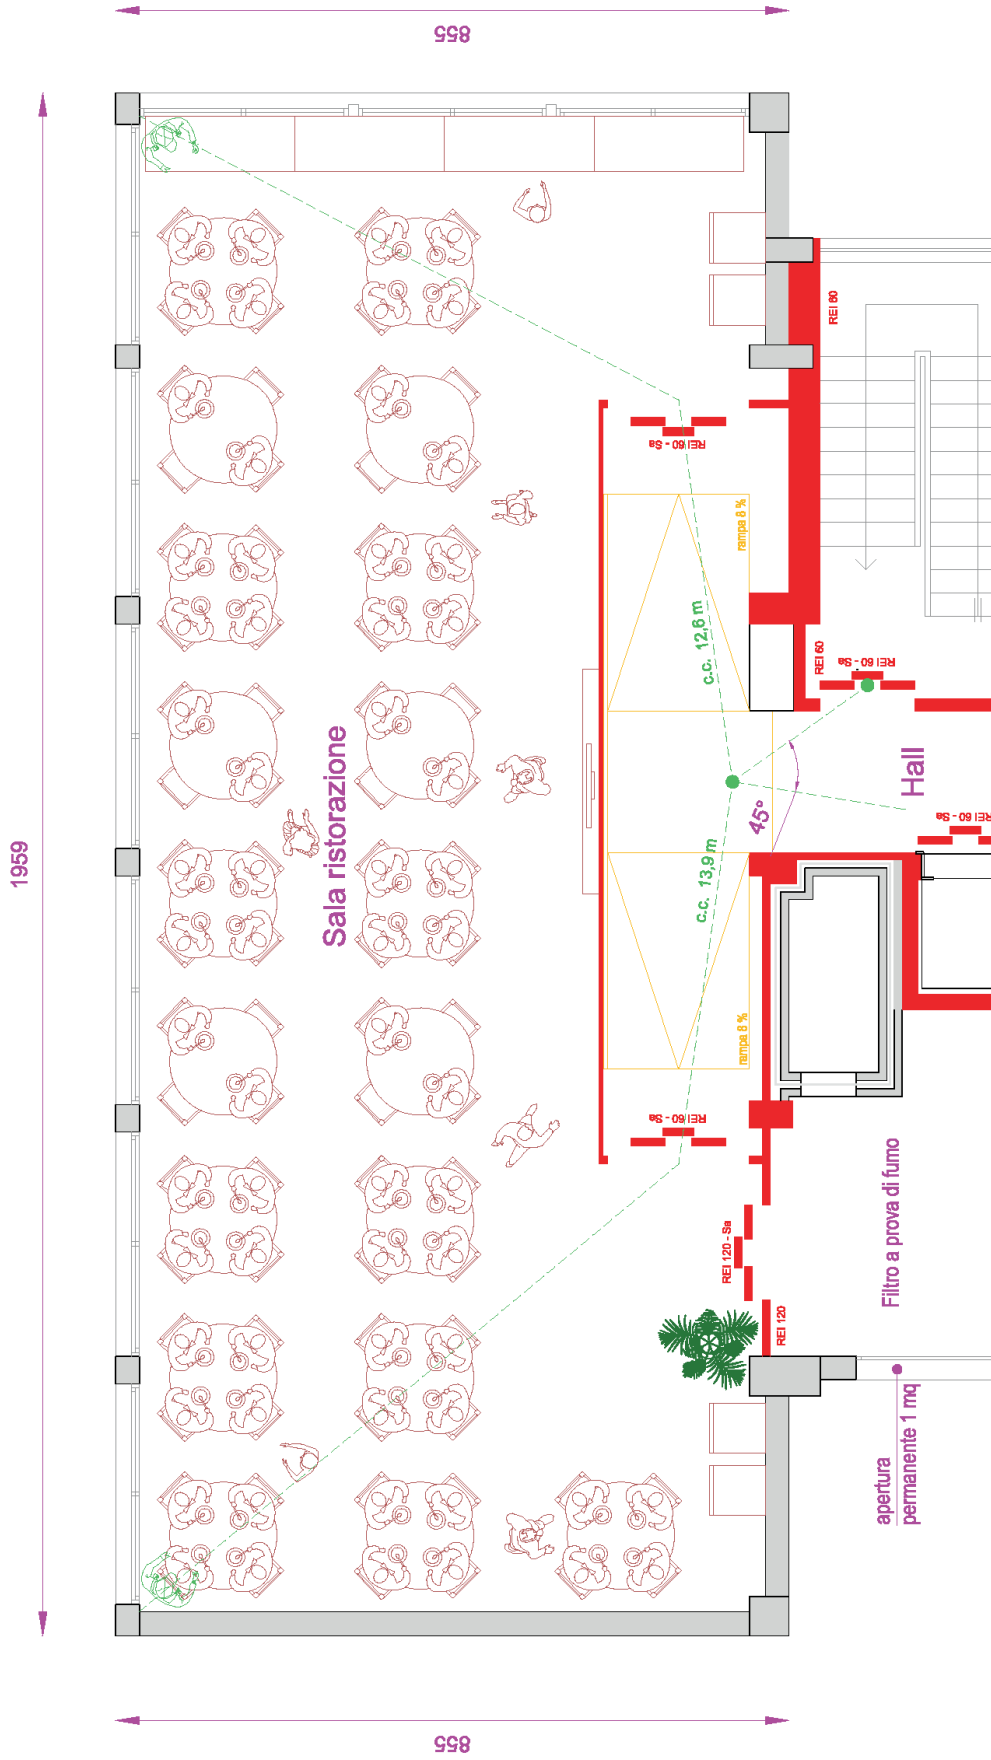 855
1959
REI 60
REI 60 - Sa
rampa 8 %
c.c. 12,6 m
REI 60
REI 60 - Sa
Sala ristorazione
Hall
45°
REI 60 - Sa
c.c. 13,9 m
rampa 8 %
REI 60 - Sa
Filtro a prova di fumo
REI 120 - Sa
REI 120
apertura
permanente 1 mq
855